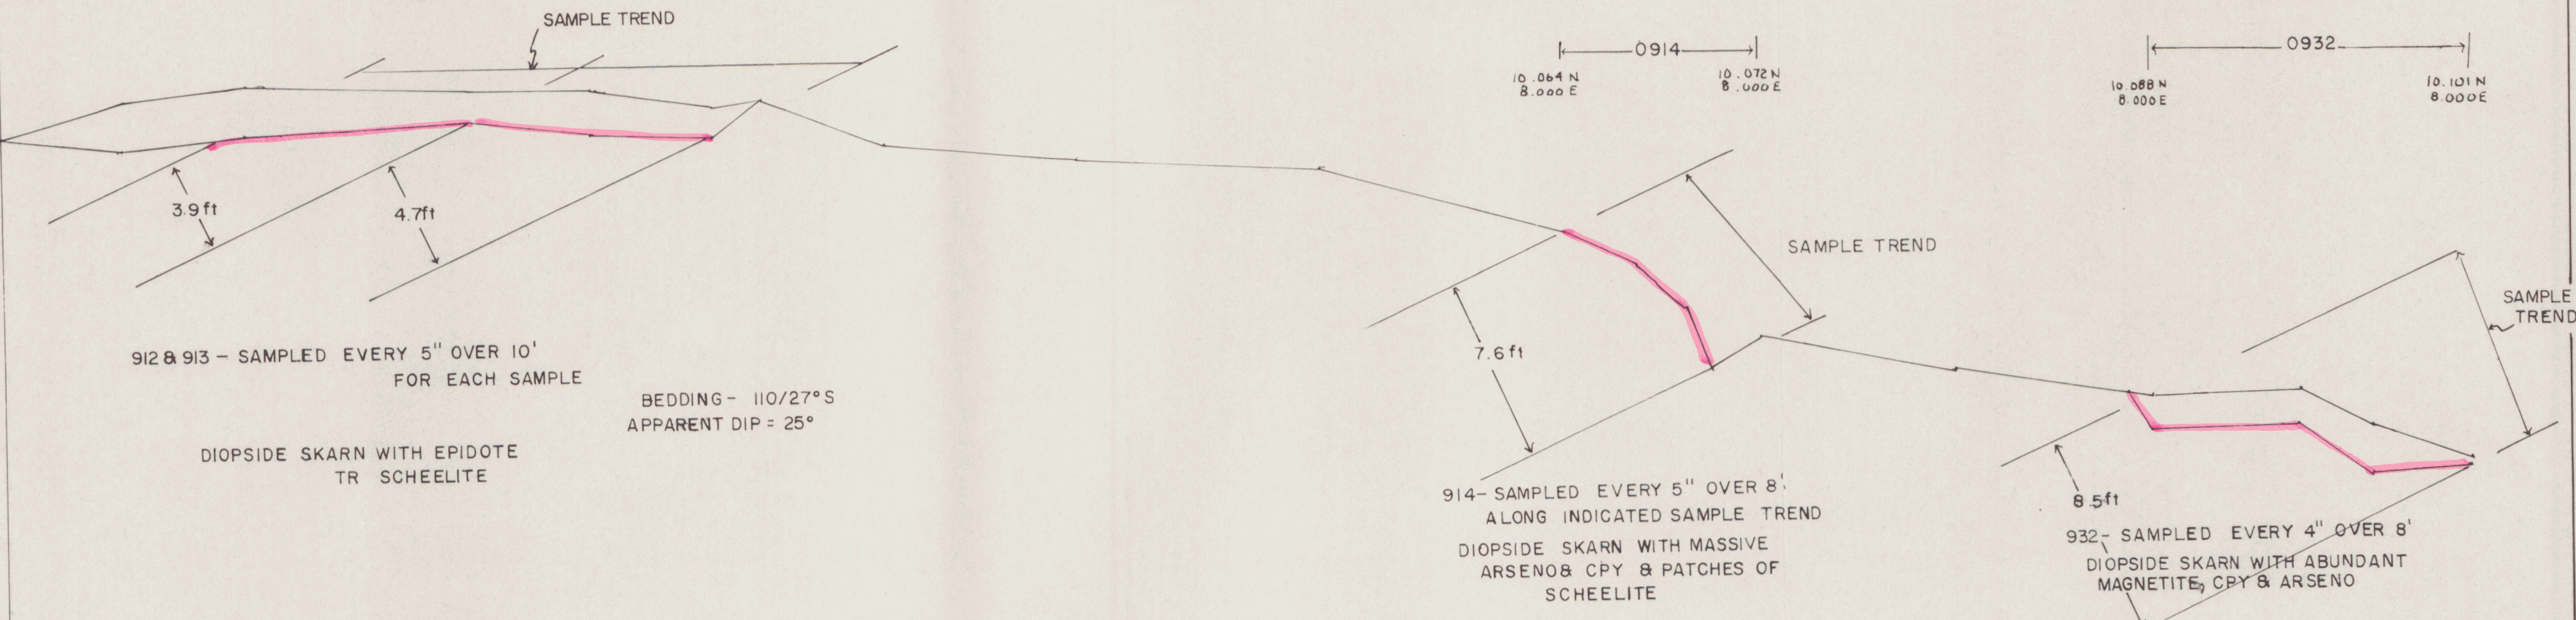 SAMPLE TREND
3.9ft
4.7ft
912 & 913 - SAMPLED EVERY 5" OVER 10'
FOR EACH SAMPLE
BEDDING - 110/27°S
APPARENT DIP = 25°
DIOPSIDE SKARN WITH EPIDOTE
TR SCHEELITE
0914
10.064 N
8.000 E
10.072 N
8.000 E
SAMPLE TREND
7.6 ft
914 - SAMPLED EVERY 5" OVER 8'
ALONG INDICATED SAMPLE TREND
DIOPSIDE SKARN WITH MASSIVE
ARSENO & CPY & PATCHES OF
SCHEELITE
0932
10.088 N
8.000 E
10.101 N
8.000 E
SAMPLE
TREND
8.5ft
932 - SAMPLED EVERY 4" OVER 8'
DIOPSIDE SKARN WITH ABUNDANT
MAGNETITE, CPY & ARSENO